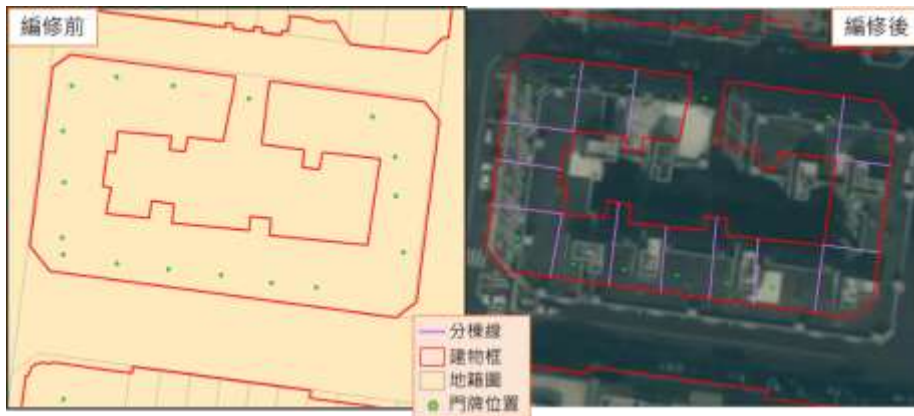 編修前
編修後
分棟線
建物框
地籍圖
門牌位置